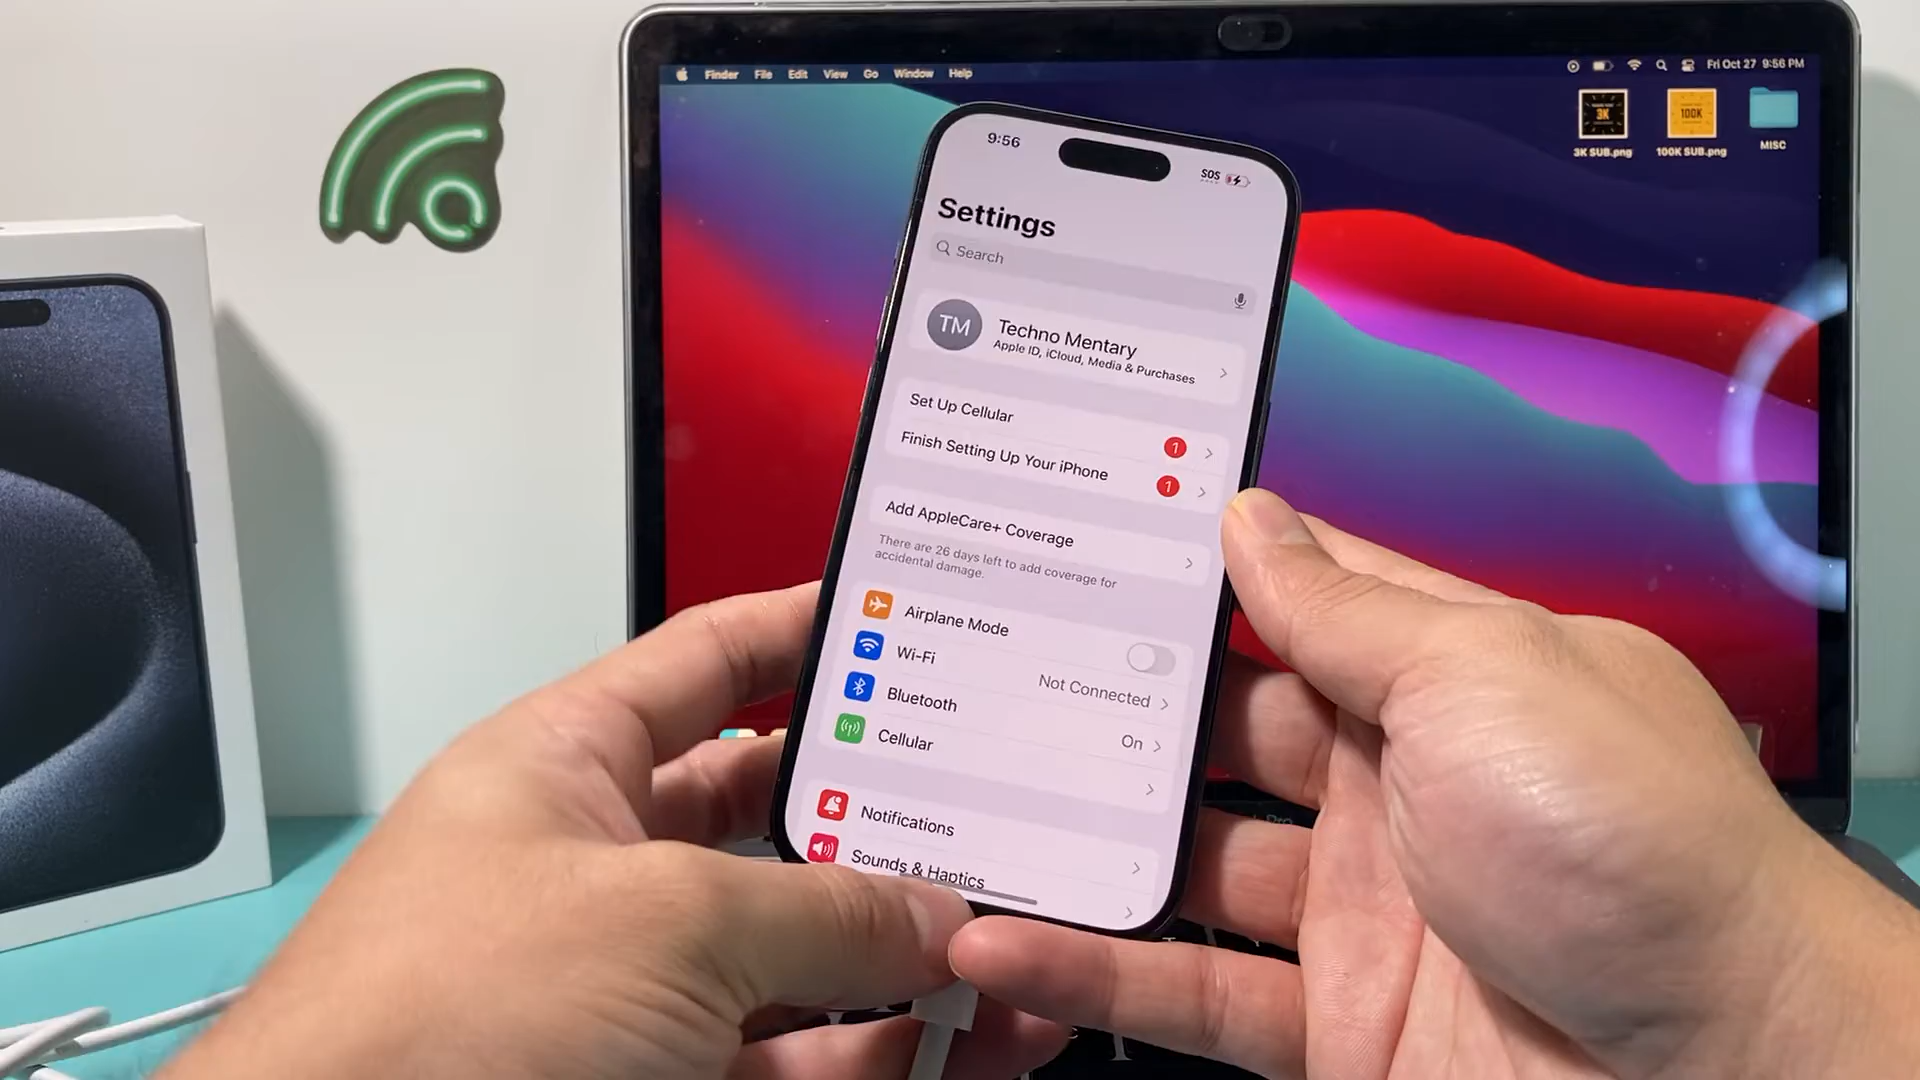 Finder File Edit View Go Window Help
Fri Oct 27 9:56 PM
3K
100K
3K SUB.png
100K SUB.png
MISC
9:56
SOS
Settings
Search
TM
Techno Mentary
Apple ID, iCloud, Media & Purchases
Set Up Cellular
1
Finish Setting Up Your iPhone
1
Add AppleCare+ Coverage
There are 26 days left to add coverage for
accidental damage.
Airplane Mode
Wi-Fi
Not Connected
Bluetooth
On
Cellular
Notifications
Sounds & Haptics